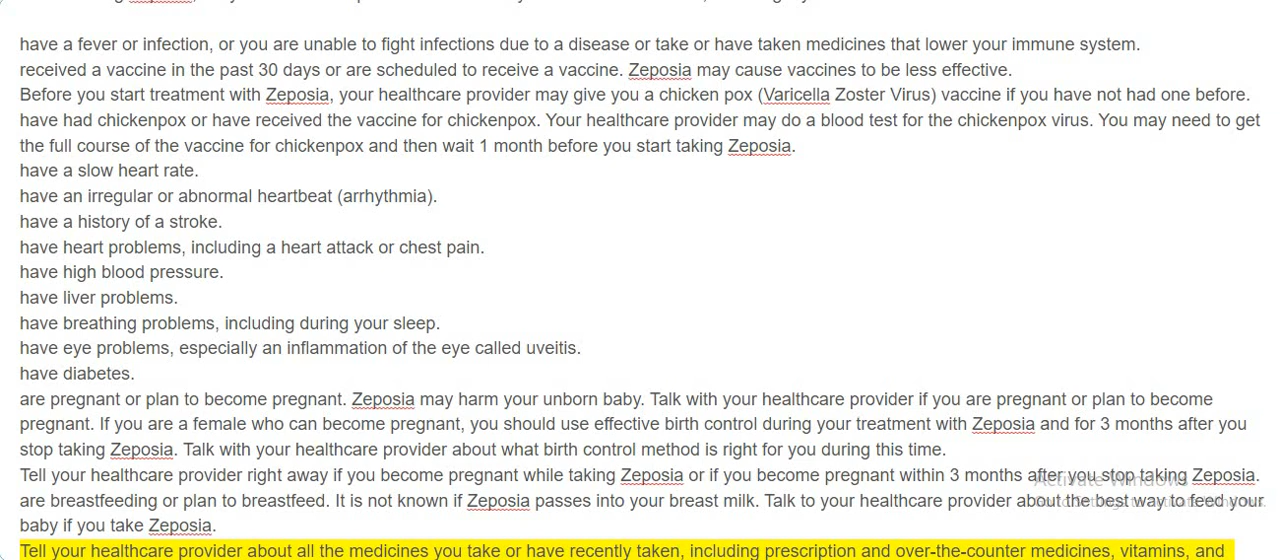 have a fever or infection, or you are unable to fight infections due to a disease or take or have taken medicines that lower your immune system.
received a vaccine in the past 30 days or are scheduled to receive a vaccine. Zeposia may cause vaccines to be less effective.
Before you start treatment with Zeposia, your healthcare provider may give you a chicken pox (Varicella Zoster Virus) vaccine if you have not had one before.
have had chickenpox or have received the vaccine for chickenpox. Your healthcare provider may do a blood test for the chickenpox virus. You may need to get
the full course of the vaccine for chickenpox and then wait 1 month before you start taking Zeposia.
have a slow heart rate.
have an irregular or abnormal heartbeat (arrhythmia).
have a history of a stroke.
have heart problems, including a heart attack or chest pain.
have high blood pressure.
have liver problems.
have breathing problems, including during your sleep.
have eye problems, especially an inflammation of the eye called uveitis.
have diabetes.
are pregnant or plan to become pregnant. Zeposia may harm your unborn baby. Talk with your healthcare provider if you are pregnant or plan to become
pregnant. If you are a female who can become pregnant, you should use effective birth control during your treatment with Zeposia and for 3 months after you
stop taking Zeposia. Talk with your healthcare provider about what birth control method is right for you during this time.
Tell your healthcare provider right away if you become pregnant while taking Zeposia or if you become pregnant within 3 months after you stop taking Zeposia.
Activate Windows
are breastfeeding or plan to breastfeed. It is not known if Zeposia passes into your breast milk. Talk to your healthcare provider about the best way to feed your
baby if you take Zeposia.
Tell your healthcare provider about all the medicines you take or have recently taken, including prescription and over-the-counter medicines, vitamins, and